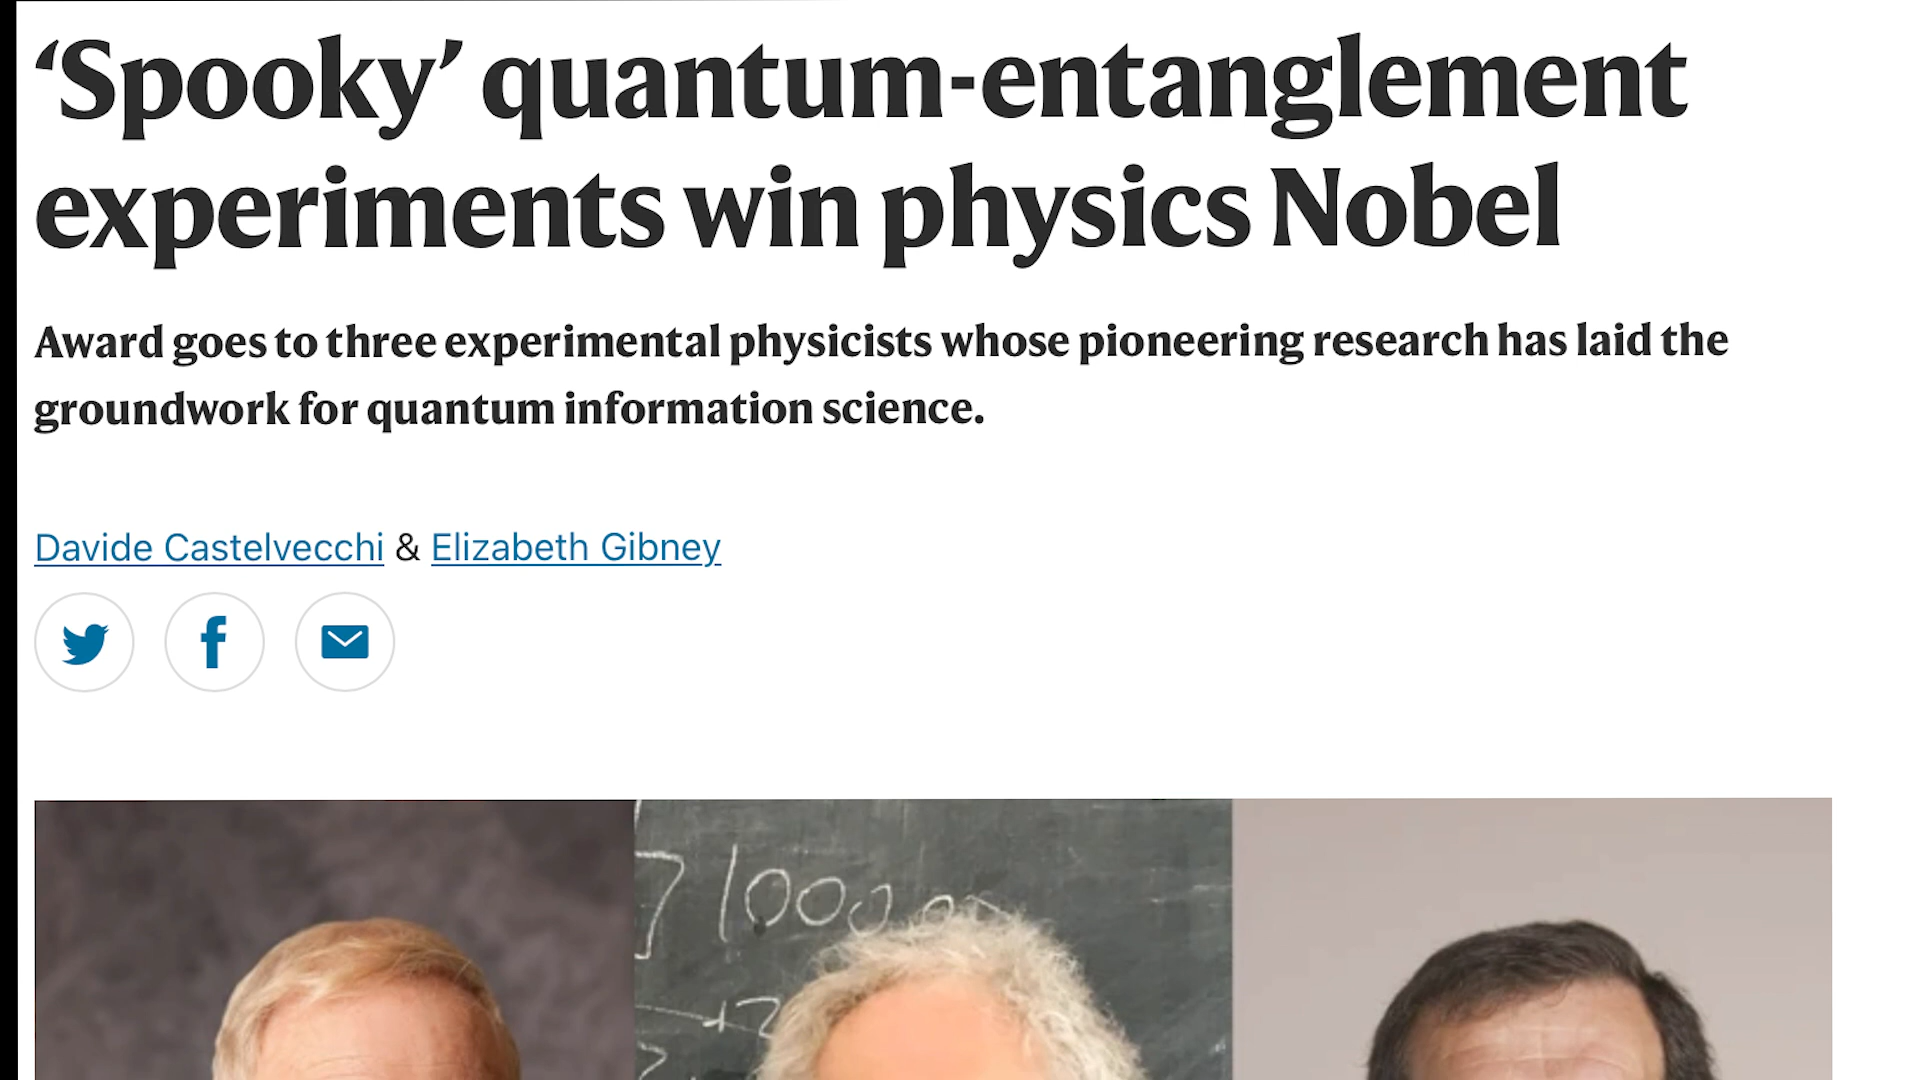 ‘Spooky’ quantum-entanglement
experiments win physics Nobel
Award goes to three experimental physicists whose pioneering research has laid the
groundwork for quantum information science.
Davide Castelvecchi & Elizabeth Gibney